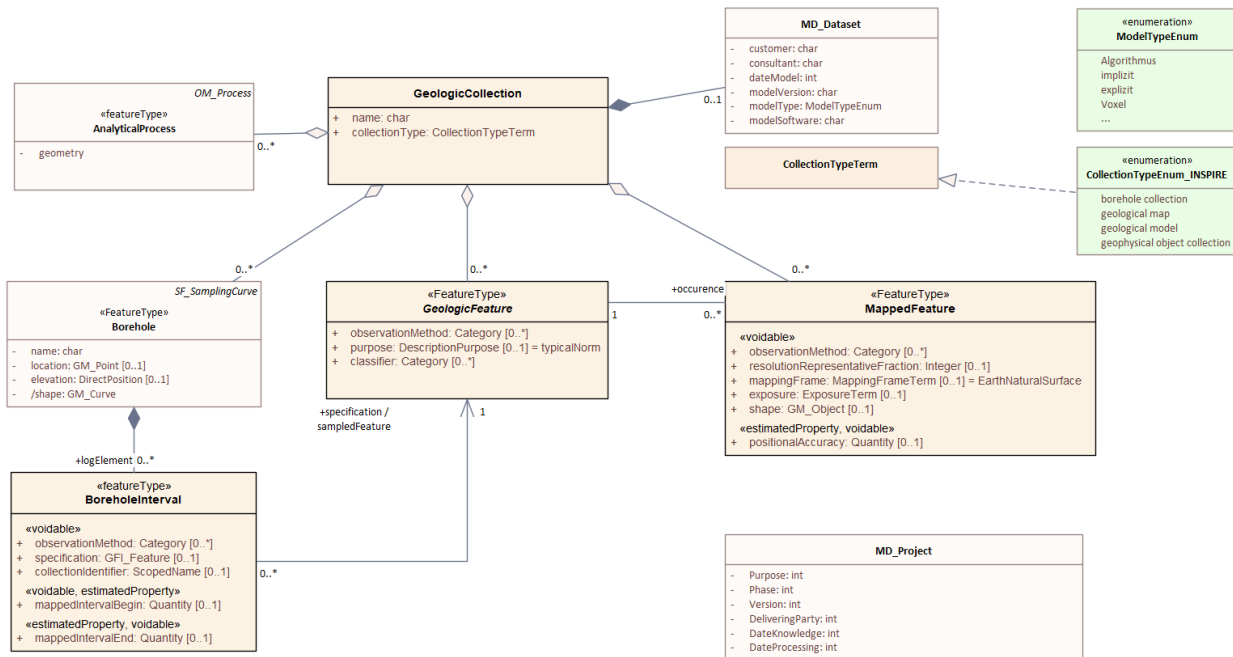 OM_Process
«featureType»
AnalyticalProcess
- geometry
0..*
GeologicCollection
+ name: char
+ collectionType: CollectionTypeTerm
0..1
MD_Dataset
- customer: char
- consultant: char
- dateModel: int
- modelVersion: char
- modelType: ModelTypeEnum
- modelSoftware: char
«enumeration»
ModelTypeEnum
Algorithmus
implizit
explizit
Voxel
...
CollectionTypeTerm
«enumeration»
CollectionTypeEnum_INSPIRE
borehole collection
geological map
geological model
geophysical object collection
0..*
0..*
0..*
SF_SamplingCurve
«FeatureType»
Borehole
- name: char
- location: GM_Point [0..1]
- elevation: DirectPosition [0..1]
- /shape: GM_Curve
«FeatureType»
GeologicFeature
+ observationMethod: Category [0..*]
+ purpose: DescriptionPurpose [0..1] = typicalNorm
+ classifier: Category [0..*]
+occurence
1
0..*
«FeatureType»
MappedFeature
«voidable»
+ observationMethod: Category [0..*]
+ resolutionRepresentativeFraction: Integer [0..1]
+ mappingFrame: MappingFrameTerm [0..1] = EarthNaturalSurface
+ exposure: ExposureTerm [0..1]
+ shape: GM_Object [0..1]
«estimatedProperty, voidable»
+ positionalAccuracy: Quantity [0..1]
+specification /
sampledFeature
1
+logElement 0..*
«featureType»
BoreholeInterval
«voidable»
+ observationMethod: Category [0..*]
+ specification: GFI_Feature [0..1]
+ collectionIdentifier: ScopedName [0..1]
«voidable, estimatedProperty»
+ mappedIntervalBegin: Quantity [0..1]
«estimatedProperty, voidable»
+ mappedIntervalEnd: Quantity [0..1]
0..*
MD_Project
- Purpose: int
- Phase: int
- Version: int
- DeliveringParty: int
- DateKnowledge: int
- DateProcessing: int